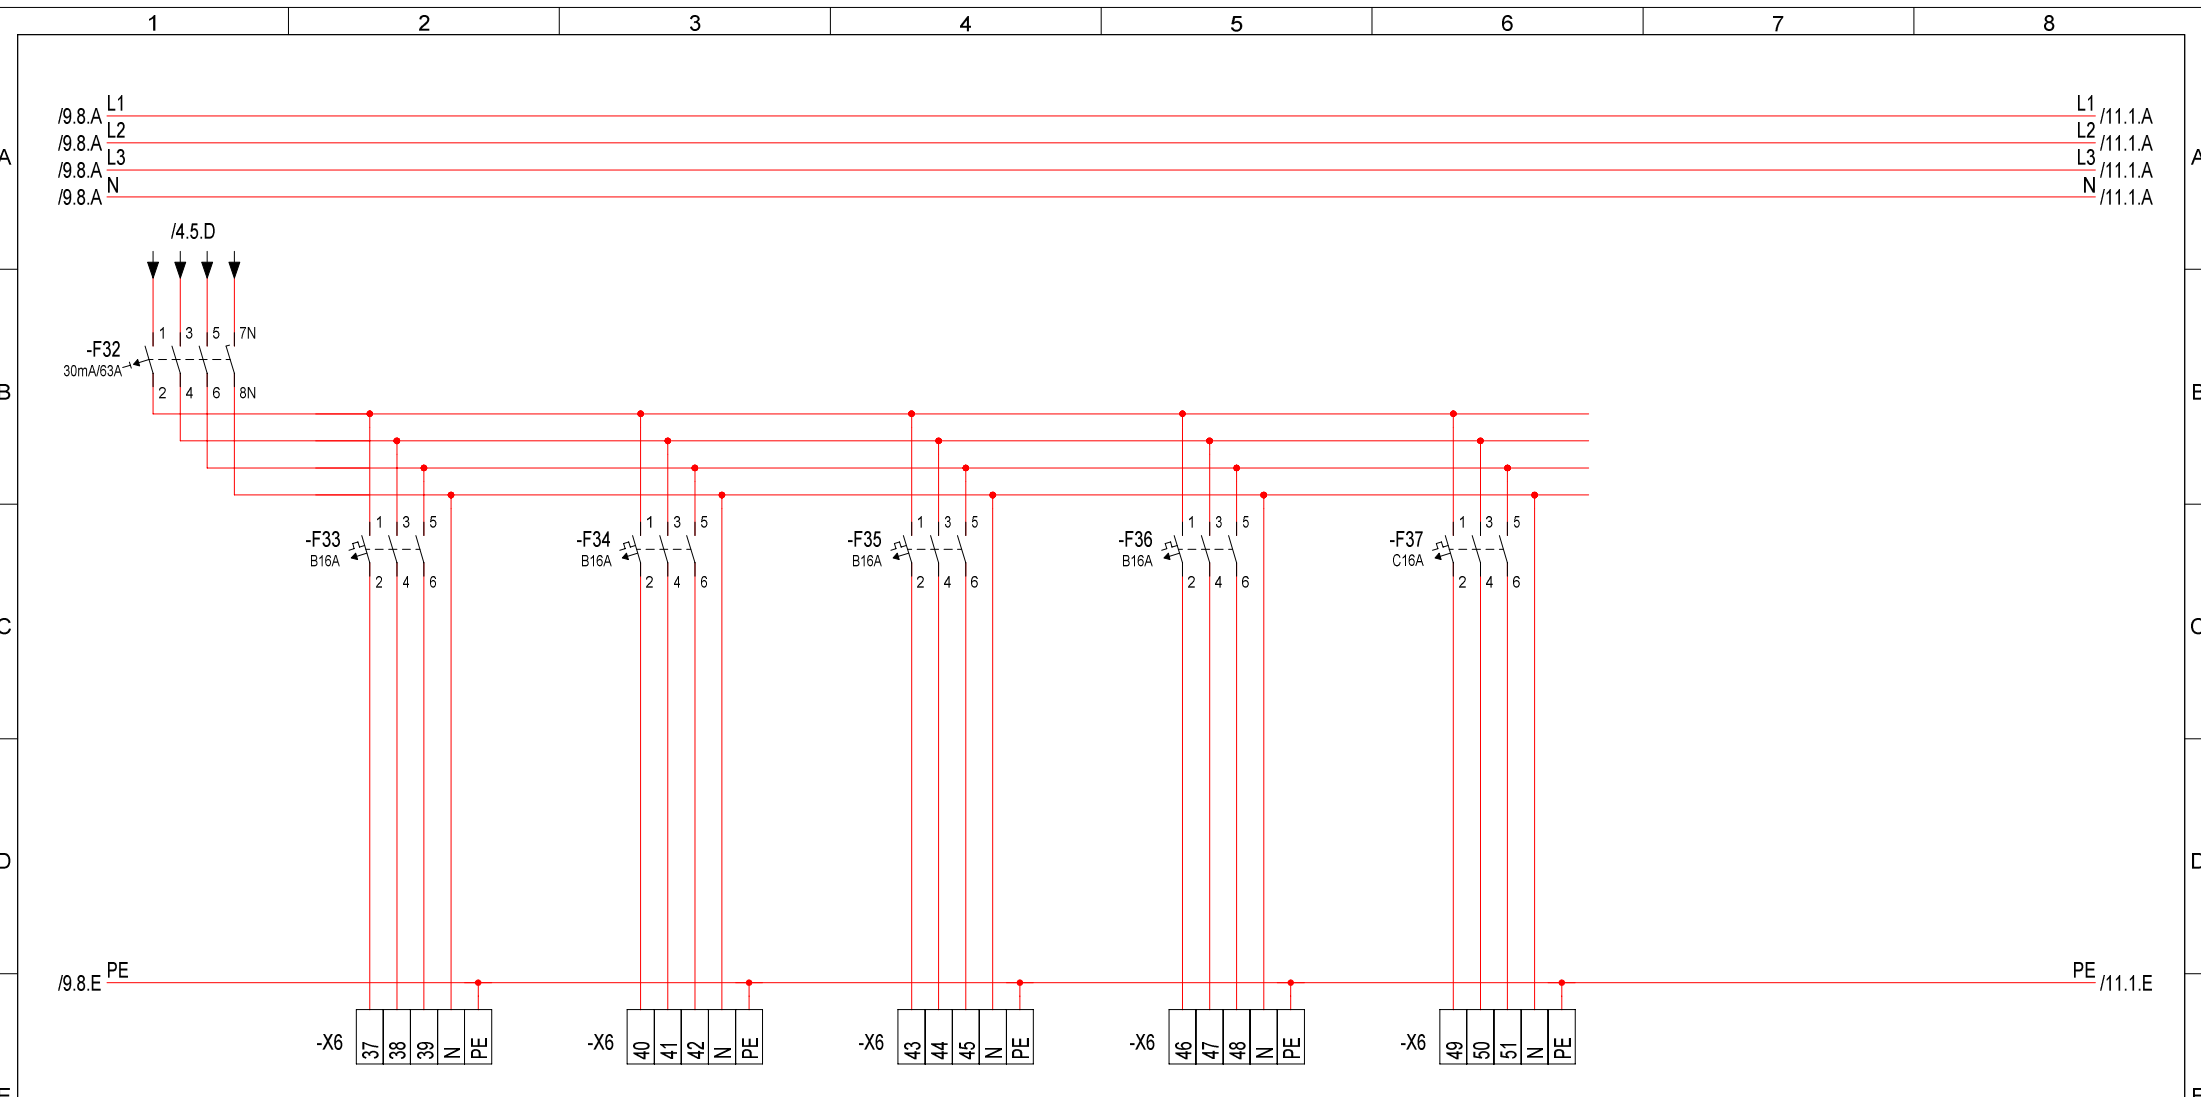 1 2 3 4 5 6 7 8
L1 L1
/9.8.A /11.1.A
L2 L2
/9.8.A /11.1.A
A L3 L3 A
/9.8.A /11.1.A
N N
/9.8.A /11.1.A
/4.5.D
1 3 5 7N
-F32
30mA/63A
B 2 4 6 8N B
1 3 5 1 3 5 1 3 5 1 3 5 1 3 5
-F33 -F34 -F35 -F36 -F37
B16A B16A B16A B16A C16A
2 4 6 2 4 6 2 4 6 2 4 6 2 4 6
C C
D D
PE PE
/9.8.E /11.1.E
-X6 37 38 39 N PE -X6 40 41 42 N PE -X6 43 44 45 N PE -X6 46 47 48 N PE -X6 49 50 51 N PE